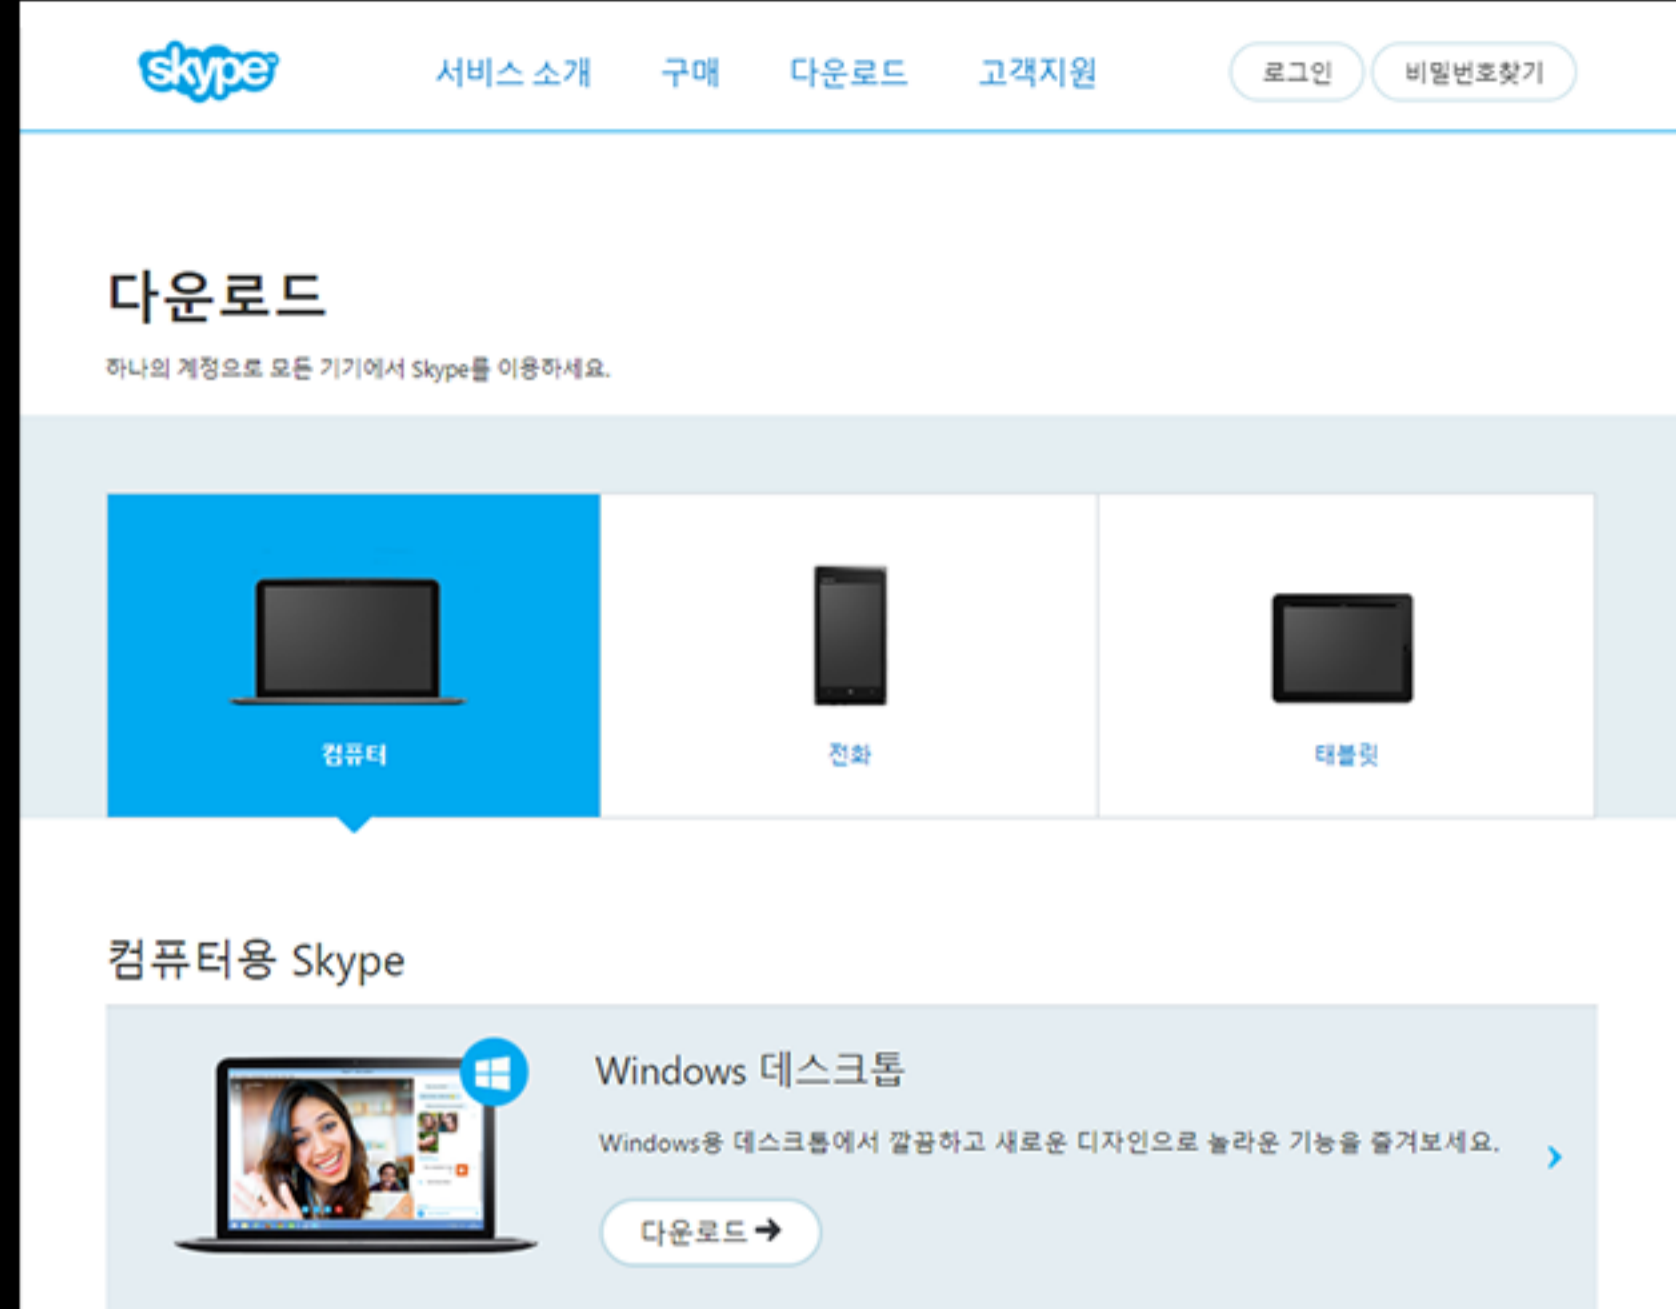 skype
서비스 소개
구매
다운로드
고객지원
로그인
비밀번호찾기
다운로드
하나의 계정으로 모든 기기에서 Skype를 이용하세요.
컴퓨터
전화
태블릿
컴퓨터용 Skype
Windows 데스크톱
Windows용 데스크톱에서 깔끔하고 새로운 디자인으로 놀라운 기능을 즐겨보세요.
다운로드➔